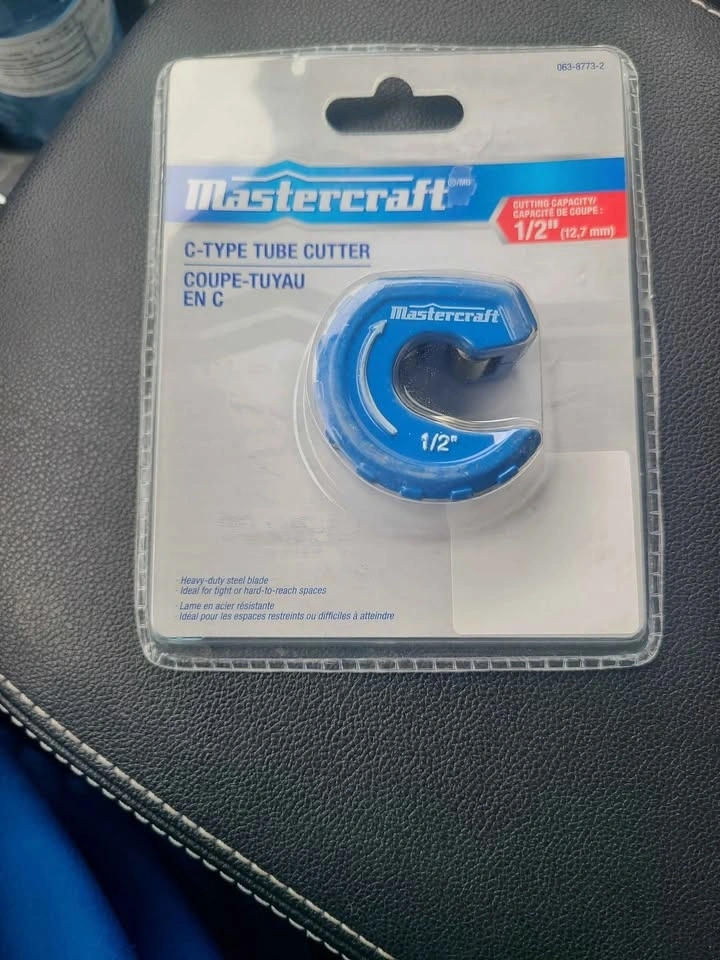 063-8773-2
Mastercraft®/MD
CUTTING CAPACITY/
CAPACITÉ DE COUPE :
1/2" (12,7 mm)
C-TYPE TUBE CUTTER
COUPE-TUYAU
EN C
Mastercraft
1/2"
· Heavy-duty steel blade
· Ideal for tight or hard-to-reach spaces
· Lame en acier résistante
· Idéal pour les espaces restreints ou difficiles à atteindre